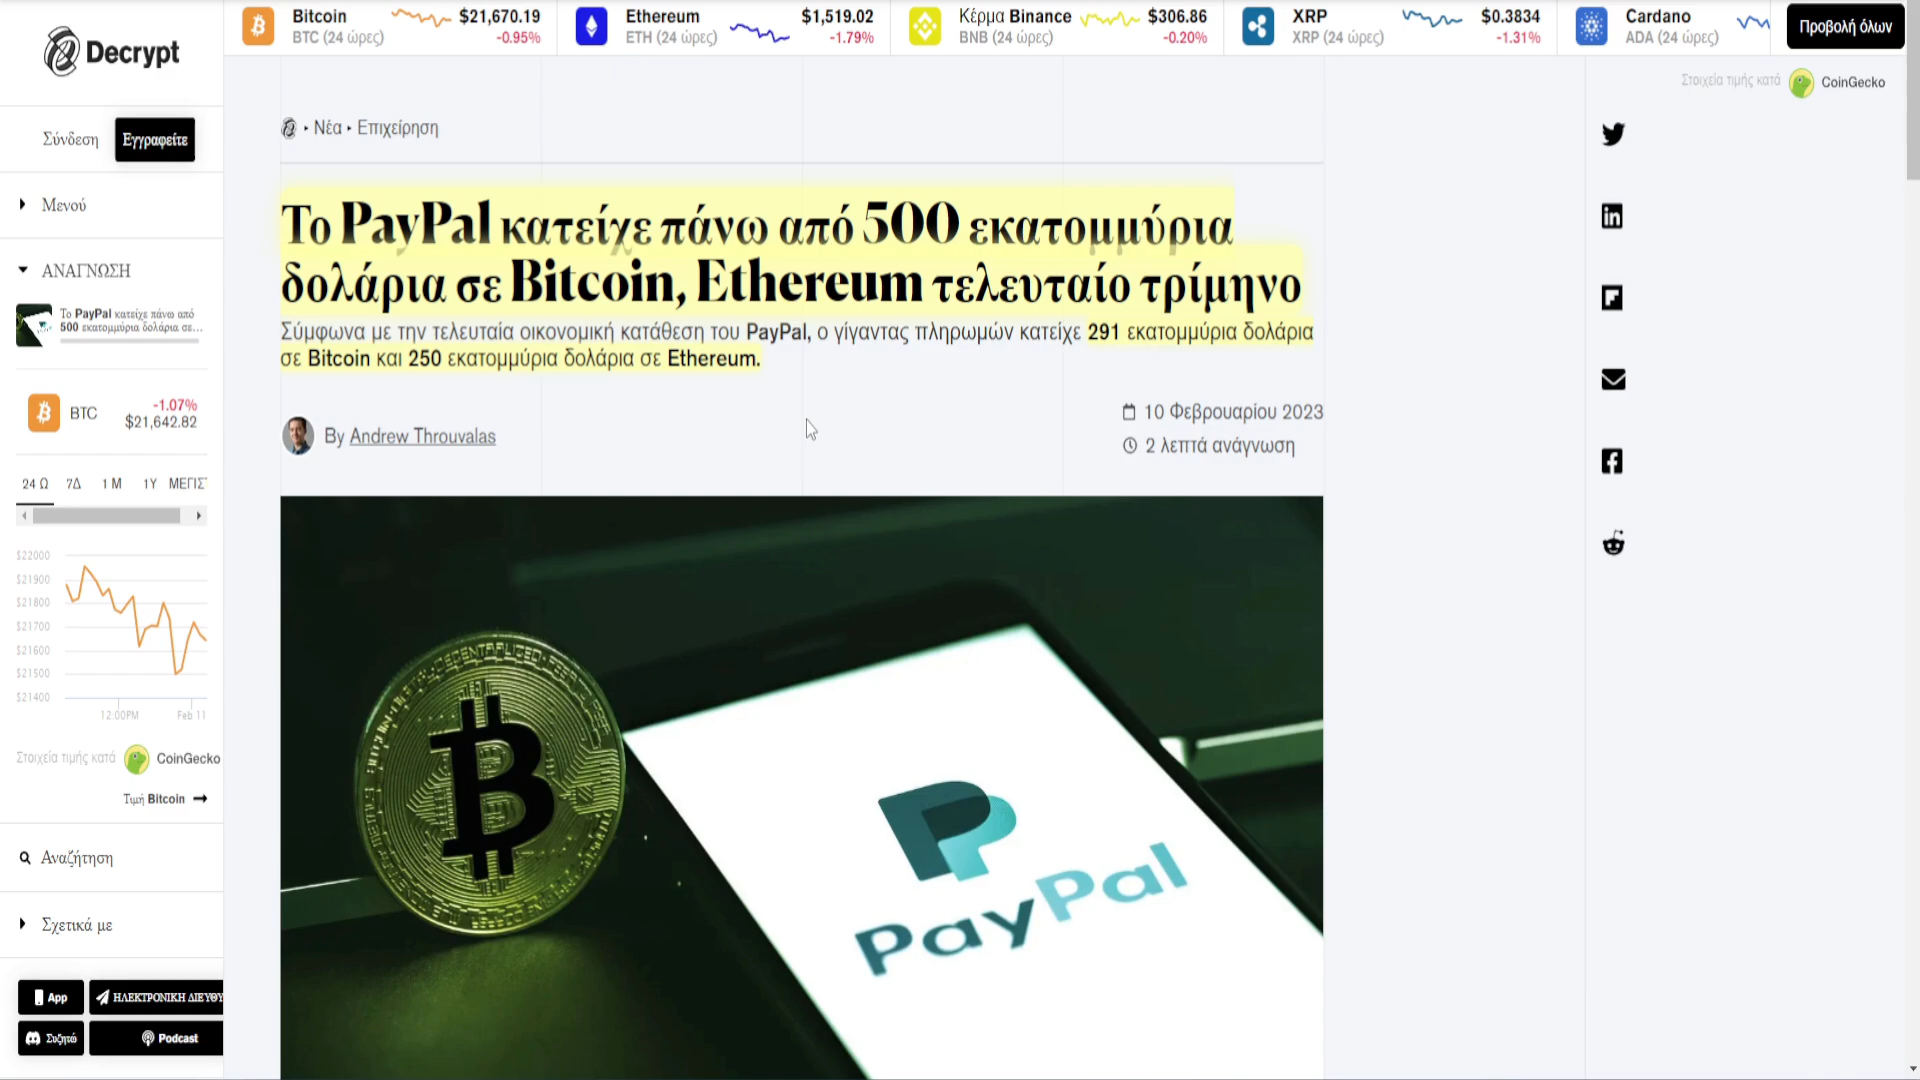 Decrypt
Bitcoin $21,670.19
BTC (24 ώρες) -0.95%
Ethereum $1,519.02
ETH (24 ώρες) -1.79%
Κέρμα Binance $306.86
BNB (24 ώρες) -0.20%
XRP $0.3834
XRP (24 ώρες) -1.31%
Cardano
ADA (24 ώρες)
Προβολή όλων
Στοιχεία τιμής κατά CoinGecko
Σύνδεση Εγγραφείτε
Μενού
ΑΝΑΓΝΩΣΗ
Το PayPal κατείχε πάνω από
500 εκατομμύρια δολάρια σε...
BTC -1.07%
$21,642.82
24 Ω 7Δ 1 Μ 1Υ ΜΕΓΙΣΤ
$22000
$21900
$21800
$21700
$21600
$21500
$21400
12:00PM Feb 11
Στοιχεία τιμής κατά CoinGecko
Τιμή Bitcoin
Αναζήτηση
Σχετικά με
App ΗΛΕΚΤΡΟΝΙΚΗ ΔΙΕΥΘΥ
Συζητώ Podcast
Νέα Επιχείρηση
Το PayPal κατείχε πάνω από 500 εκατομμύρια
δολάρια σε Bitcoin, Ethereum τελευταίο τρίμηνο
Σύμφωνα με την τελευταία οικονομική κατάθεση του PayPal, ο γίγαντας πληρωμών κατείχε 291 εκατομμύρια δολάρια
σε Bitcoin και 250 εκατομμύρια δολάρια σε Ethereum.
By Andrew Throuvalas
10 Φεβρουαρίου 2023
2 λεπτά ανάγνωση
DECENTRALIZED
PayPal